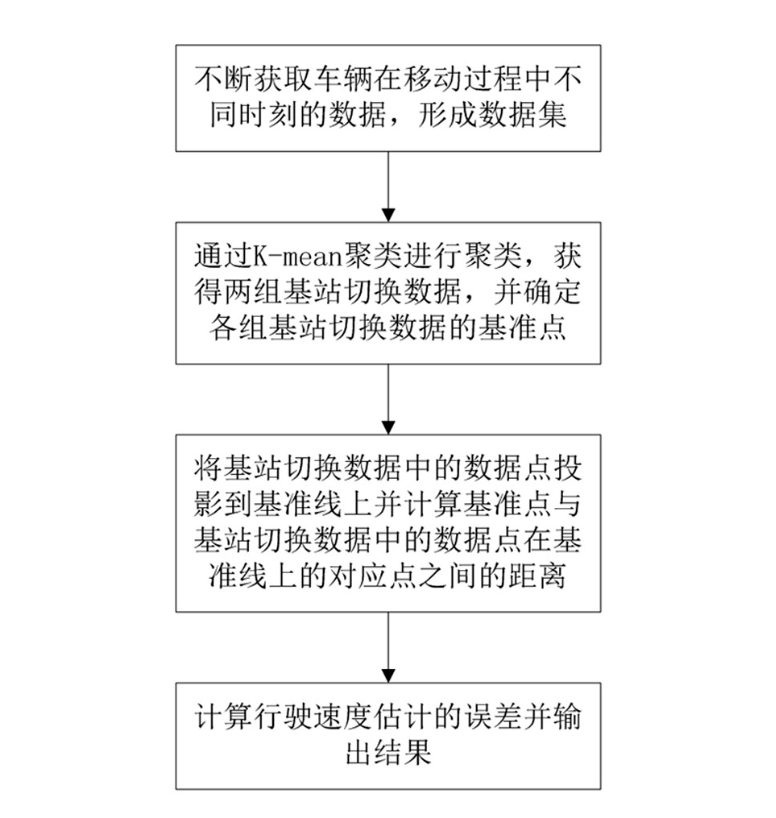 不断获取车辆在移动过程中不
同时刻的数据，形成数据集
通过K-mean聚类进行聚类，获
得两组基站切换数据，并确定
各组基站切换数据的基准点
将基站切换数据中的数据点投
影到基准线上并计算基准点与
基站切换数据中的数据点在基
准线上的对应点之间的距离
计算行驶速度估计的误差并输
出结果